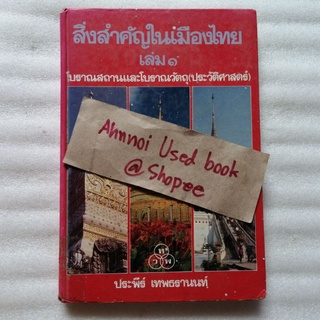 สิ่งสำคัญในเมืองไทย
เล่ม ๑
โบราณสถานและโบราณวัตถุ(ประวัติศาสตร์)
Ahnnoi Used book
@ Shopee
ประพีร์ เทพธรานนท์